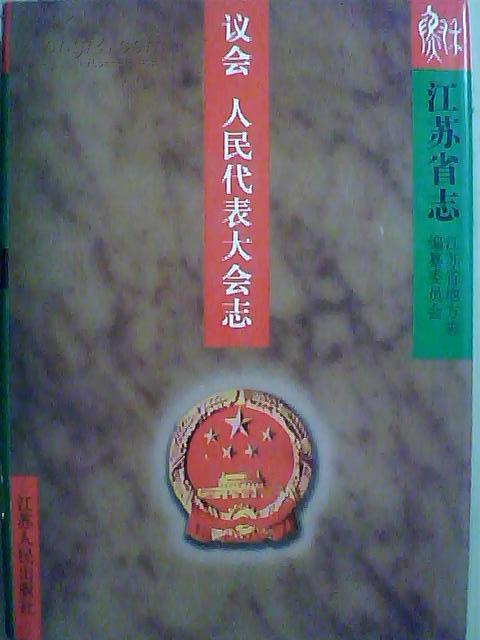 议会 人民代表大会志
江苏省志
江苏省地方志
编纂委员会
江苏人民出版社